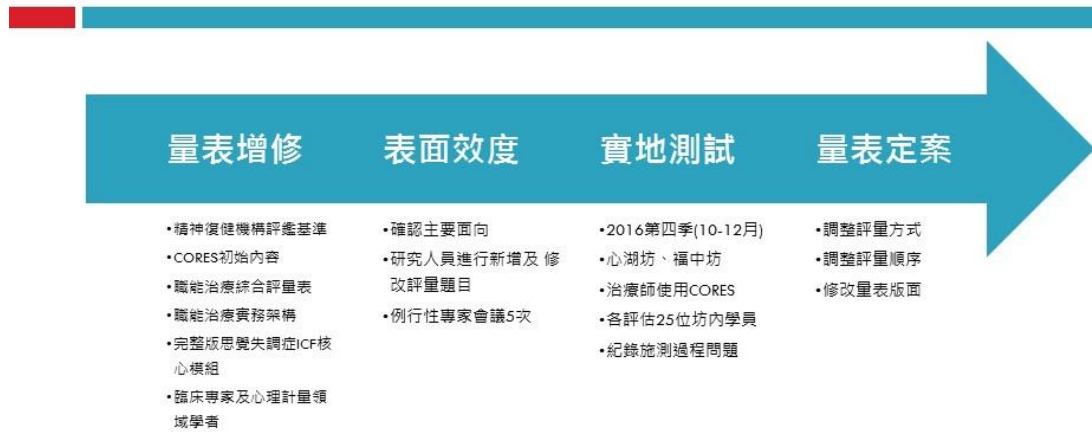 量表增修
•精神復健機構評鑑基準
•CORES初始內容
•職能治療綜合評量表
•職能治療實務架構
•完整版思覺失調症ICF核
心模組
•臨床專家及心理計量領
域學者
表面效度
•確認主要面向
•研究人員進行新增及 修
改評量題目
•例行性專家會議5次
實地測試
•2016第四季(10-12月)
•心湖坊、福中坊
•治療師使用CORES
•各評估25位坊內學員
•紀錄施測過程問題
量表定案
•調整評量方式
•調整評量順序
•修改量表版面